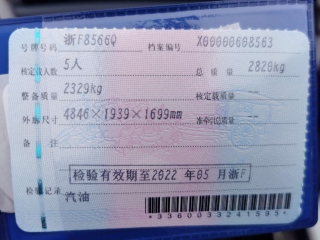 号牌号码 浙F8566Q 档案编号 X00000608563
核定载人数 5人 总质量 2820kg
整备质量 2329kg 核定载质量
外廓尺寸 4846×1939×1699mm 准牵引总质量
备注
检验有效期至2022年05月浙F
检验记录
汽油
*3360033241593*